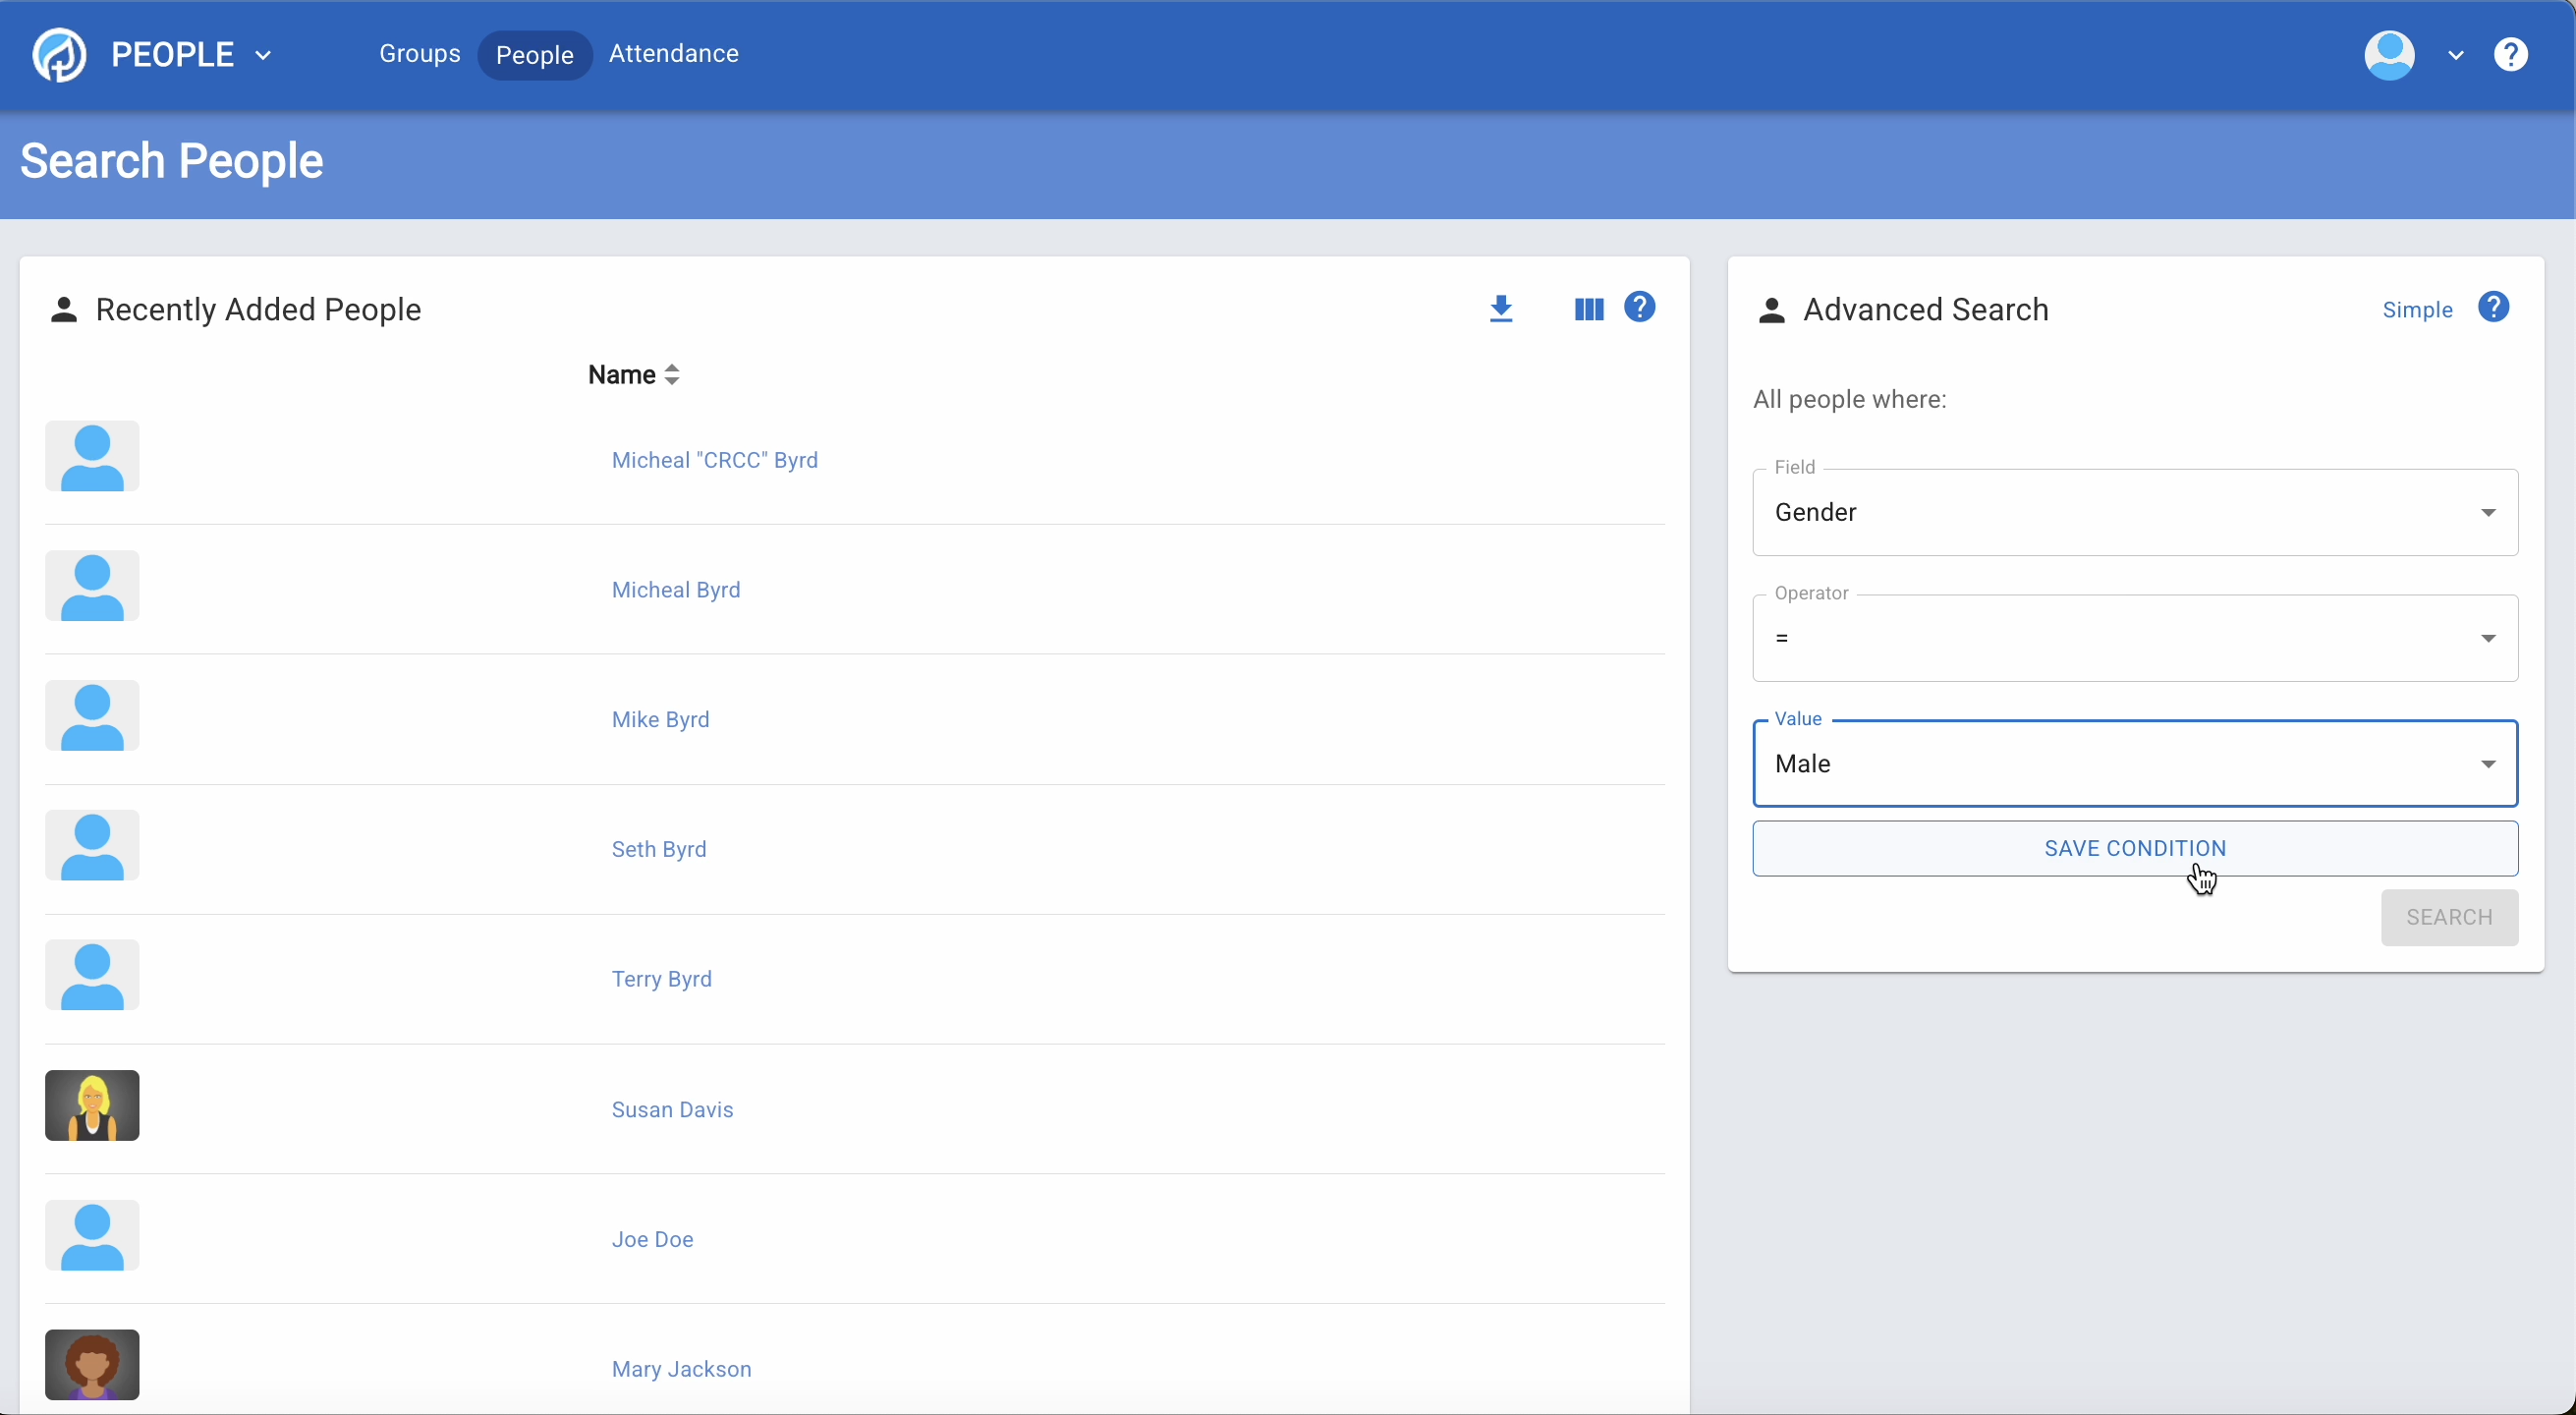 PEOPLE
Groups People Attendance
?
Search People
Recently Added People
?
Name
Micheal "CRCC" Byrd
Micheal Byrd
Mike Byrd
Seth Byrd
Terry Byrd
Susan Davis
Joe Doe
Mary Jackson
Advanced Search
Simple
?
All people where:
Field
Gender
Operator
=
Value
Male
SAVE CONDITION
SEARCH